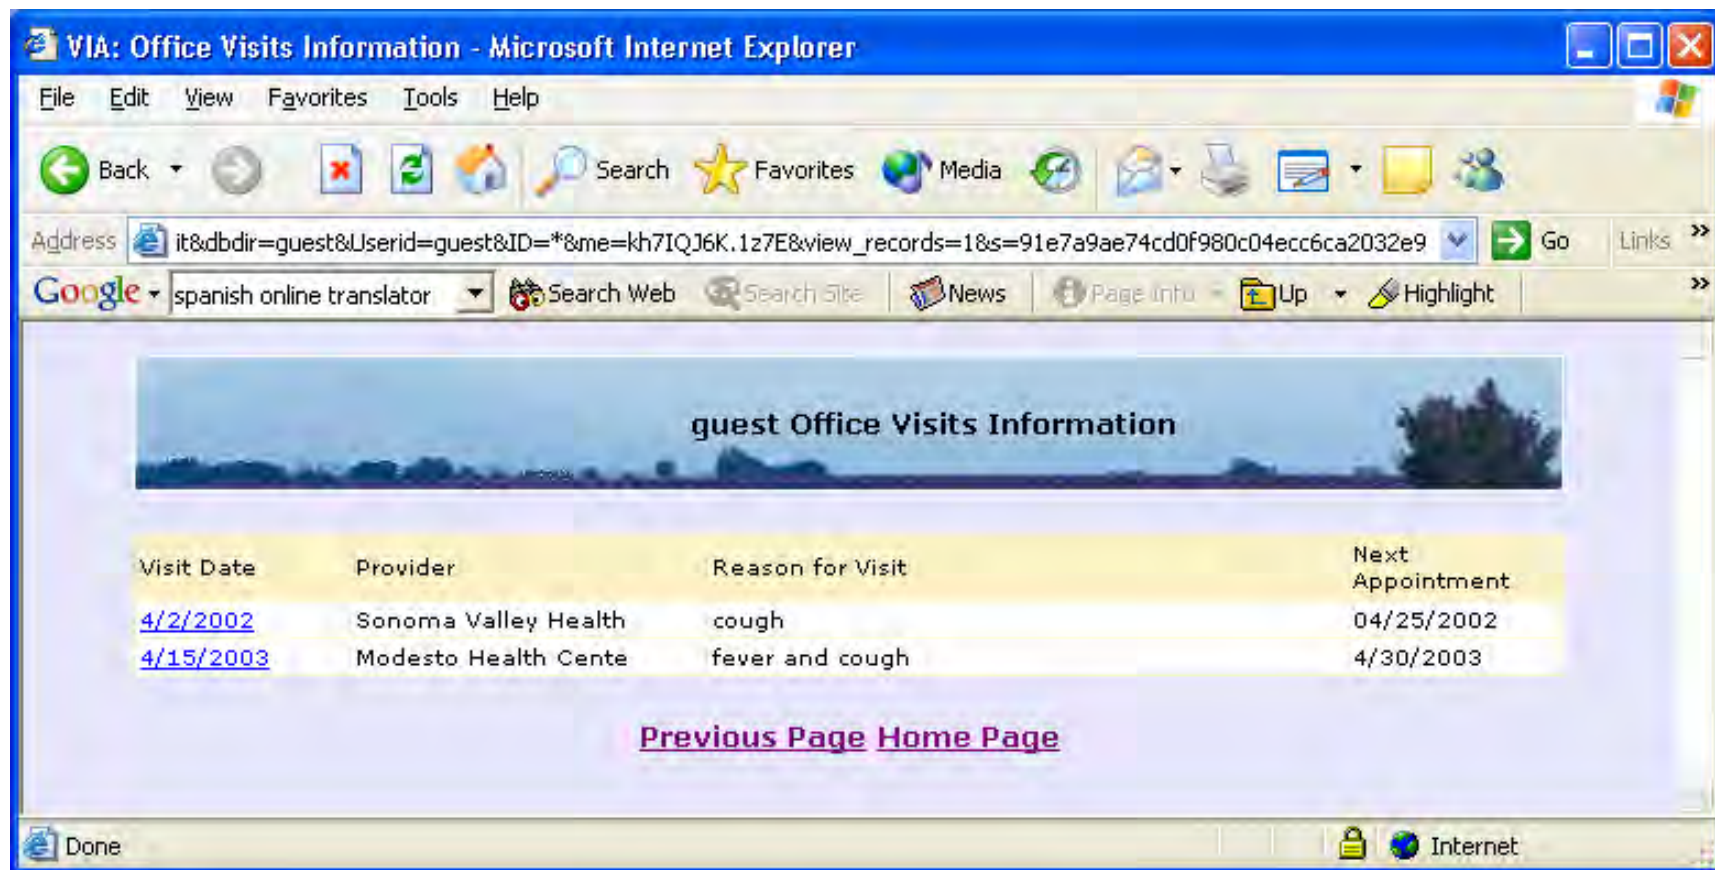 VIA: Office Visits Information - Microsoft Internet Explorer
File Edit View Favorites Tools Help
Back Search Favorites Media
Address it&dbdir=guest&Userid=guest&ID=*&me=kh7IQJ6K.1z7E&view_records=1&s=91e7a9ae74cd0f980c04ecc6ca2032e9 Go Links »
Google spanish online translator Search Web Search Site News Page Info Up Highlight »
guest Office Visits Information
Visit Date Provider Reason for Visit Next Appointment
4/2/2002 Sonoma Valley Health cough 04/25/2002
4/15/2003 Modesto Health Cente fever and cough 4/30/2003
Previous Page Home Page
Done Internet